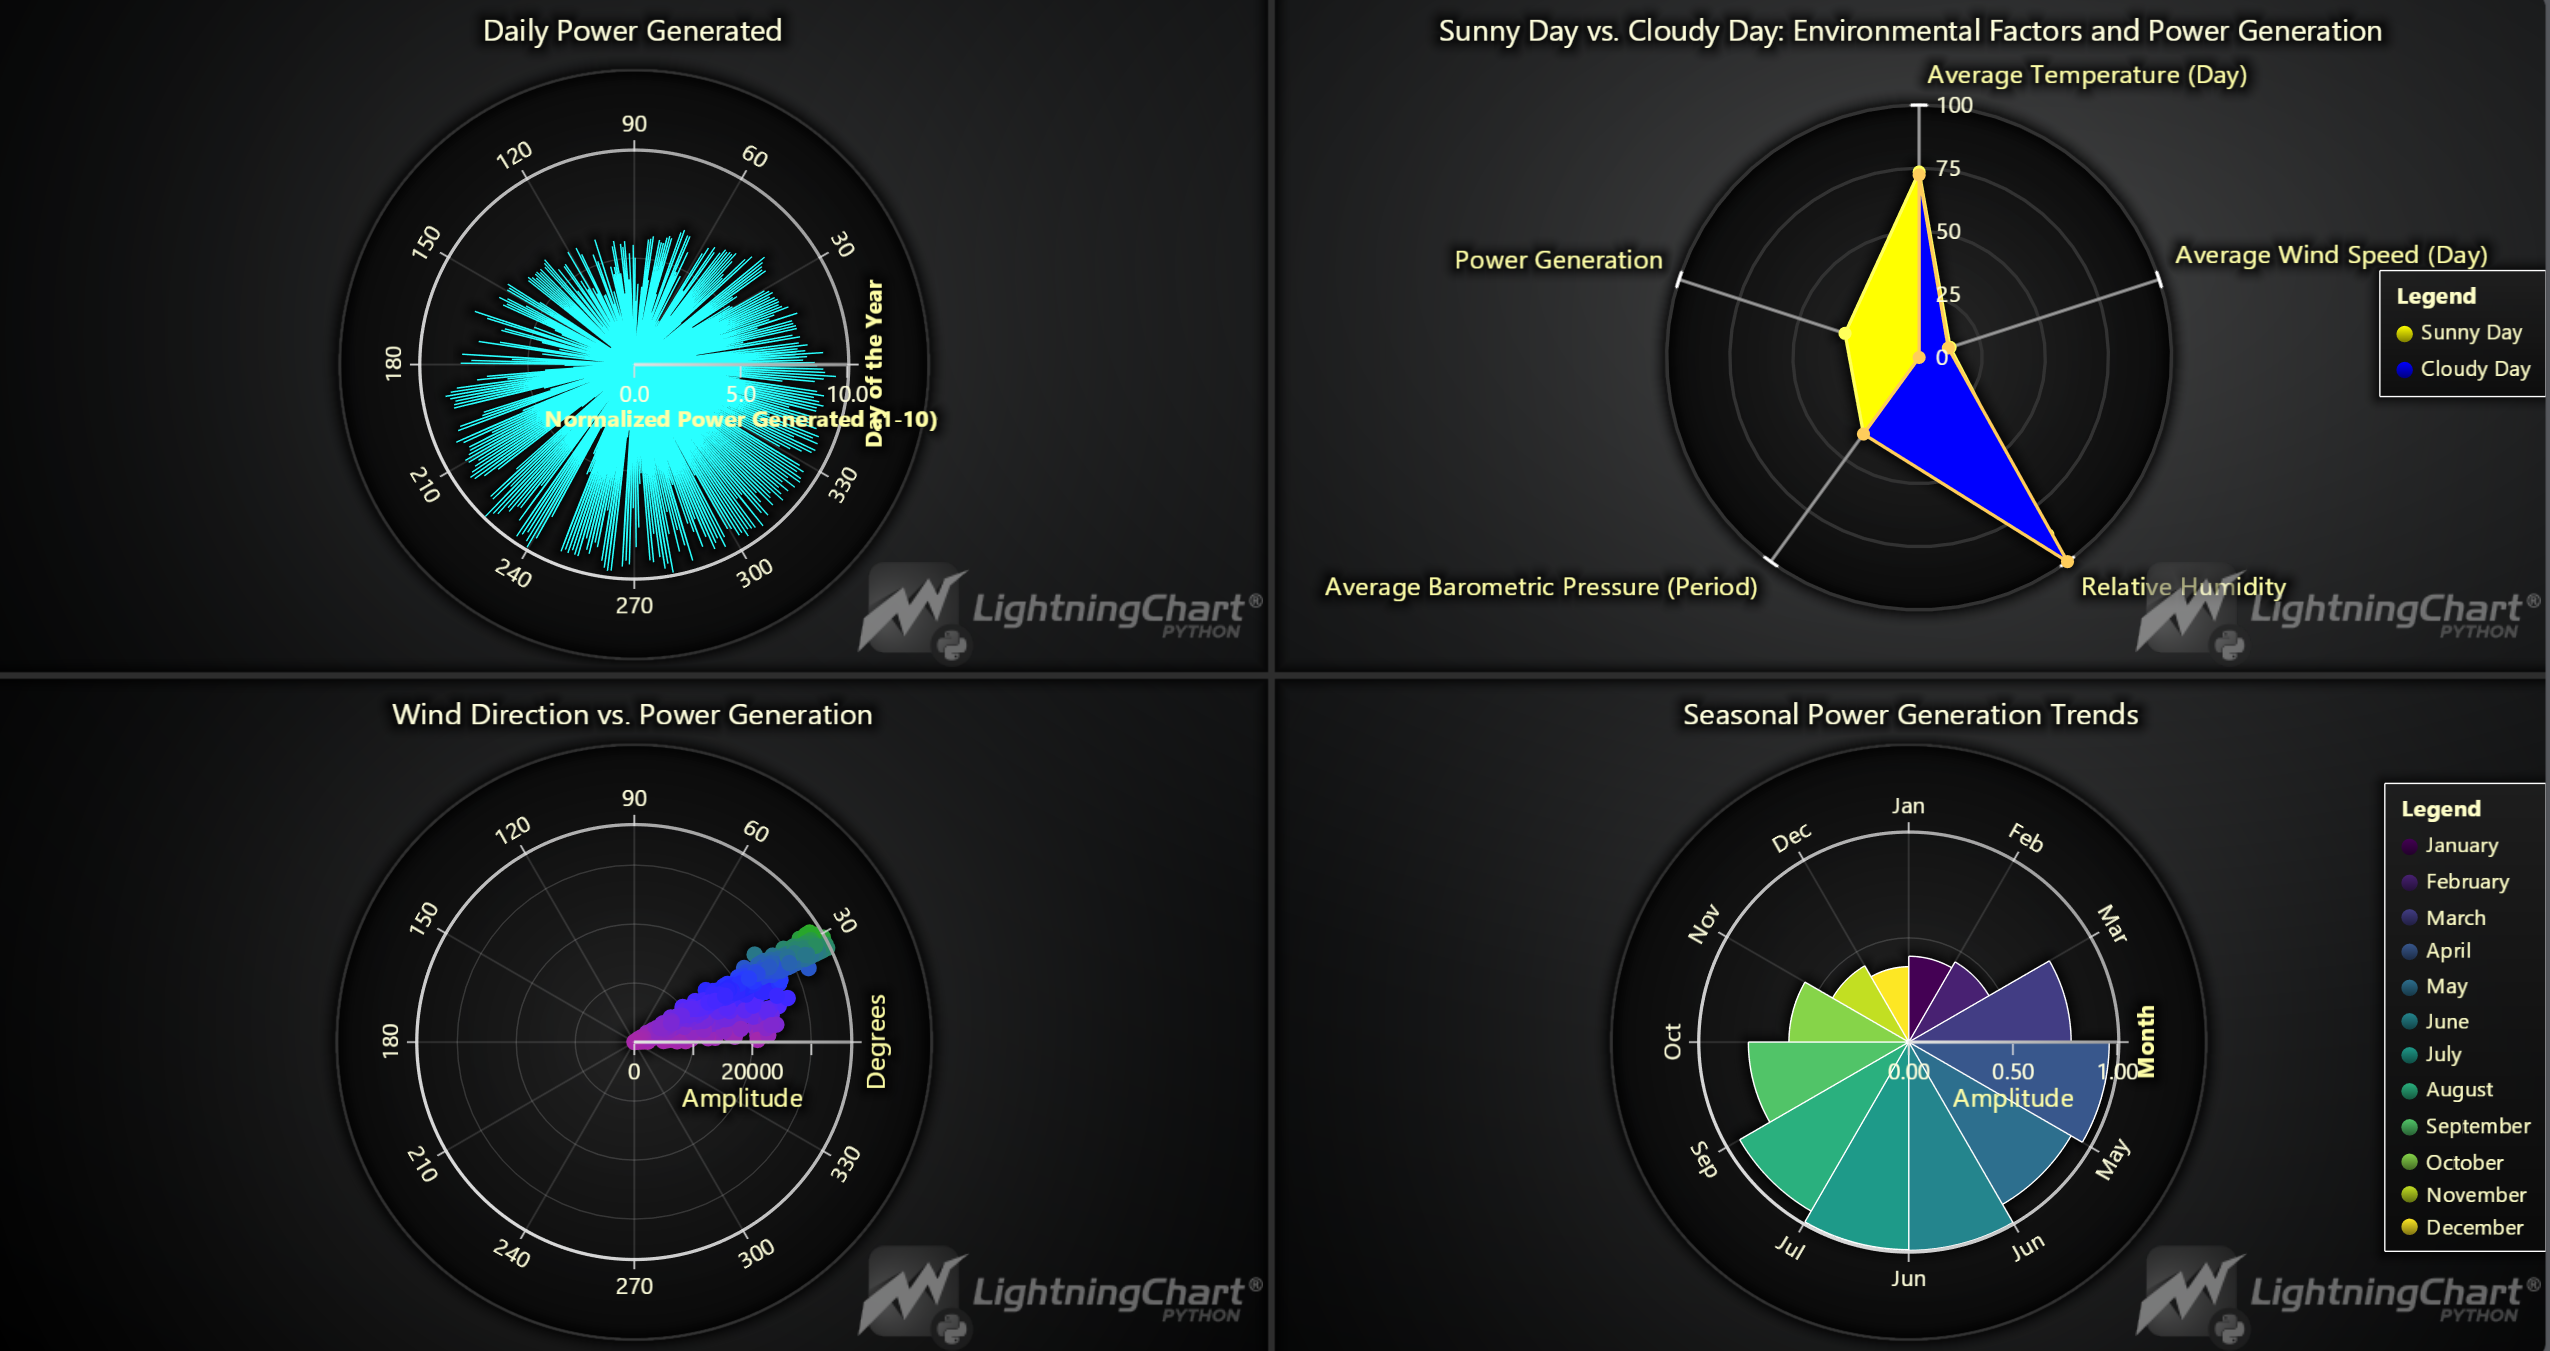 Daily Power Generated
90
120
60
150
30
180
0.0
5.0
10.0
Normalized Power Generated (1-10)
Day of the Year
210
330
240
300
270
LightningChart®
PYTHON
Sunny Day vs. Cloudy Day: Environmental Factors and Power Generation
Average Temperature (Day)
100
75
50
25
0
Power Generation
Average Wind Speed (Day)
Legend
Sunny Day
Cloudy Day
Average Barometric Pressure (Period)
Relative Humidity
LightningChart®
PYTHON
Wind Direction vs. Power Generation
90
120
60
150
30
180
0
20000
Amplitude
Degrees
210
330
240
300
270
LightningChart®
PYTHON
Seasonal Power Generation Trends
Jan
Dec
Feb
Nov
Mar
Oct
0.00
0.50
1.00
Amplitude
Month
Sep
May
Jul
Jun
Jun
Legend
January
February
March
April
May
June
July
August
September
October
November
December
LightningChart®
PYTHON